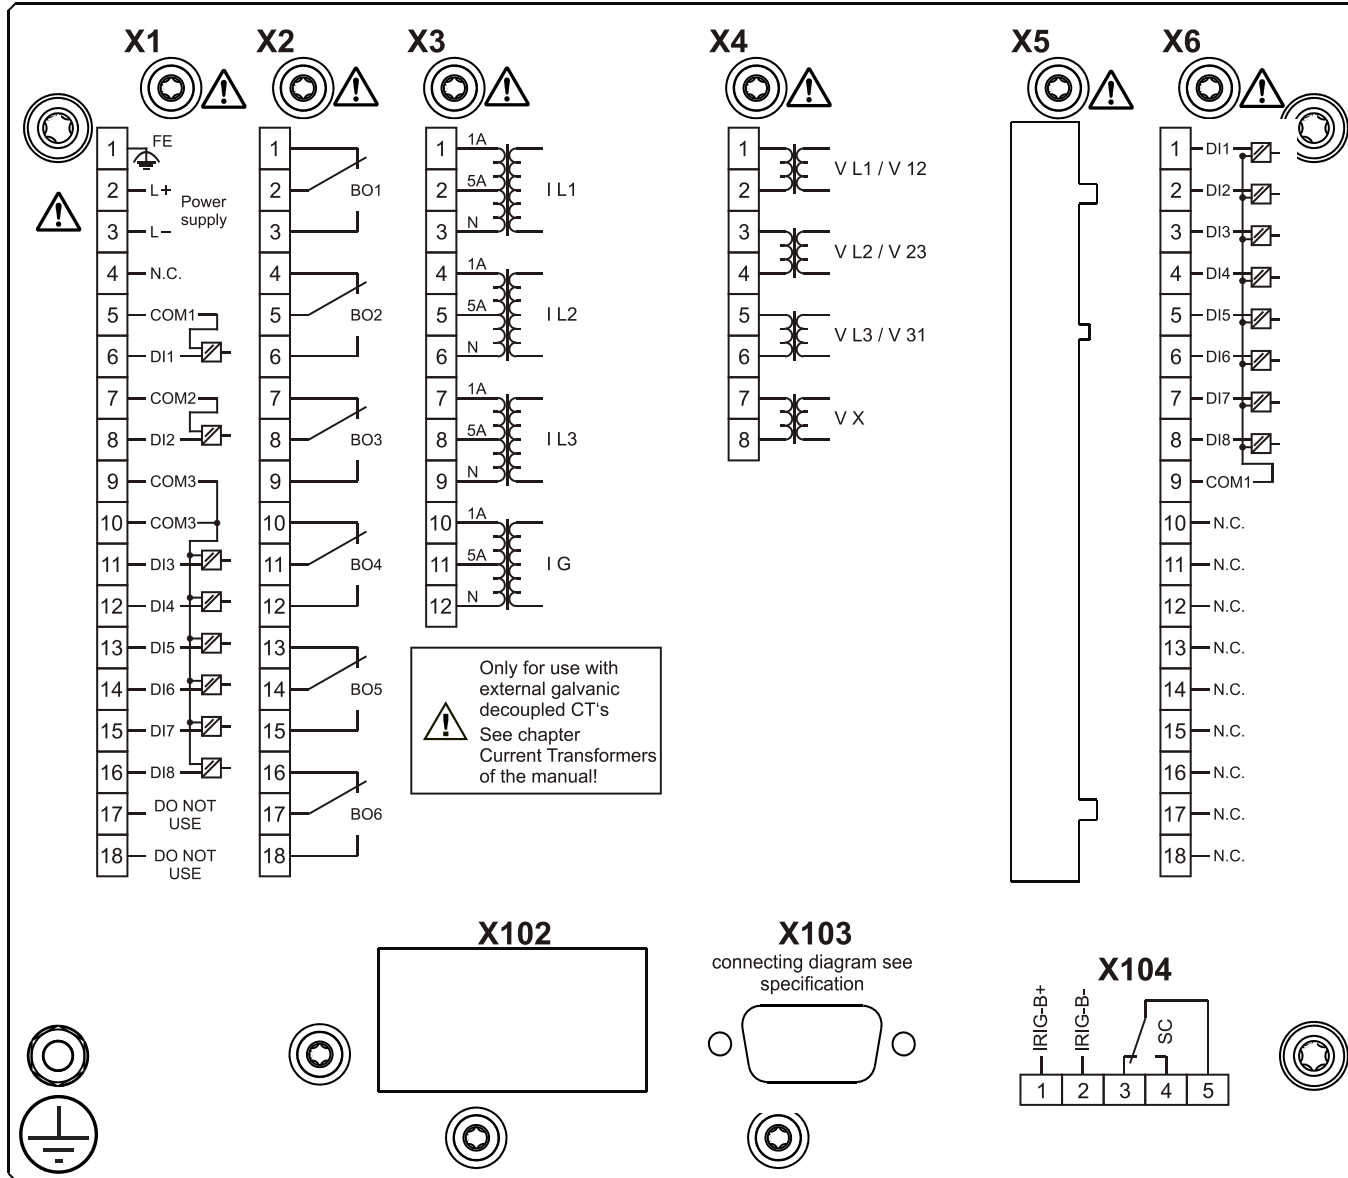 X1
X2
X3
X4
X5
X6
1 FE
2 L+
Power
supply
3 L–
4 N.C.
5 COM1
6 DI1
7 COM2
8 DI2
9 COM3
10 COM3
11 DI3
12 DI4
13 DI5
14 DI6
15 DI7
16 DI8
17 DO NOT
USE
18 DO NOT
USE
1
2 BO1
3
4
5 BO2
6
7
8 BO3
9
10
11 BO4
12
13
14 BO5
15
16
17 BO6
18
1 1A
2 5A I L1
3 N
4 1A
5 5A I L2
6 N
7 1A
8 5A I L3
9 N
10 1A
11 5A I G
12 N
Only for use with
external galvanic
decoupled CT‘s
See chapter
Current Transformers
of the manual!
1
V L1 / V 12
2
3
V L2 / V 23
4
5
V L3 / V 31
6
7
V X
8
1 DI1
2 DI2
3 DI3
4 DI4
5 DI5
6 DI6
7 DI7
8 DI8
9 COM1
10 N.C.
11 N.C.
12 N.C.
13 N.C.
14 N.C.
15 N.C.
16 N.C.
17 N.C.
18 N.C.
X102
X103
connecting diagram see
specification
X104
IRIG-B+
IRIG-B-
SC
1 2 3 4 5